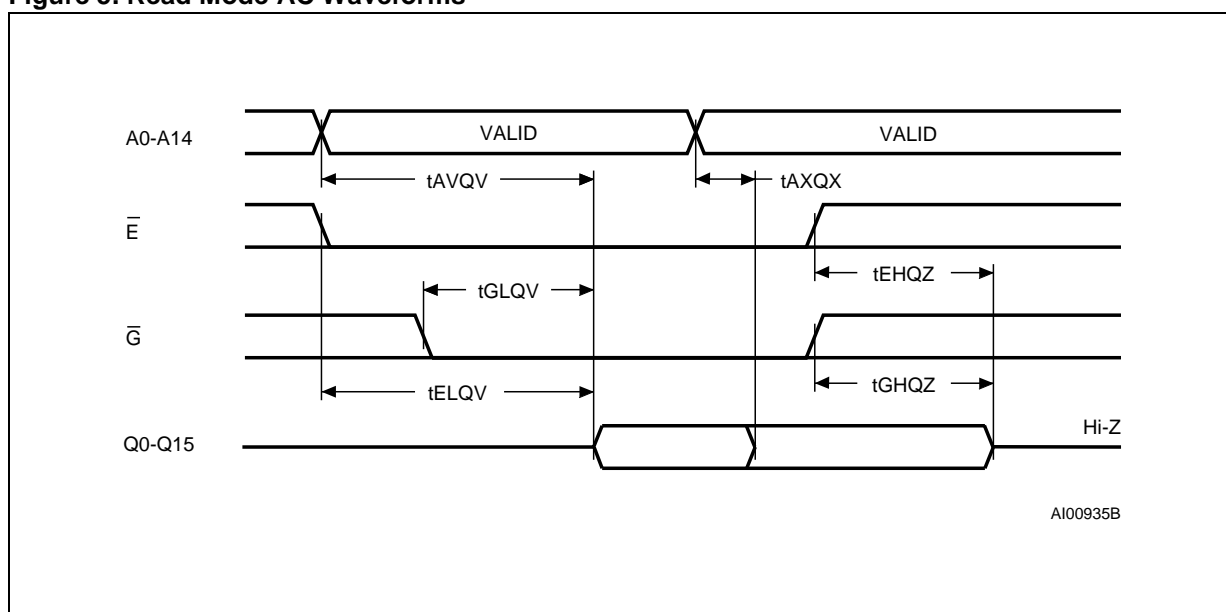 Figure 5. Read Mode AC Waveforms
A0-A14
VALID
VALID
tAVQV
tAXQX
E̅
tEHQZ
tGLQV
G̅
tGHQZ
tELQV
Q0-Q15
Hi-Z
AI00935B